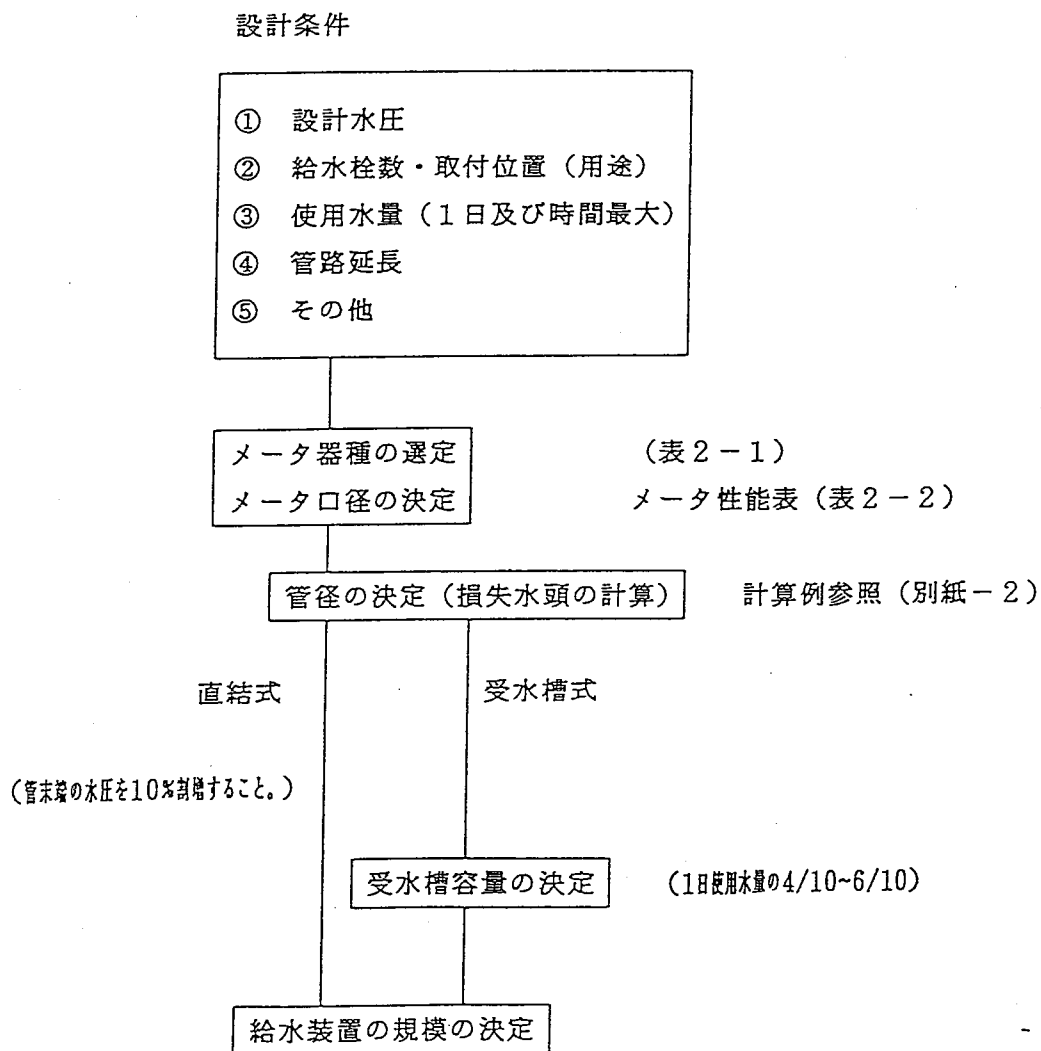 設計条件
① 設計水圧
② 給水栓数・取付位置（用途）
③ 使用水量（１日及び時間最大）
④ 管路延長
⑤ その他
メータ器種の選定 （表２－１）
メータ口径の決定 メータ性能表（表２－２）
管径の決定（損失水頭の計算） 計算例参照（別紙－２）
直結式 受水槽式
（管末端の水圧を10%割増すること。）
受水槽容量の決定 （1日使用水量の4/10~6/10）
給水装置の規模の決定